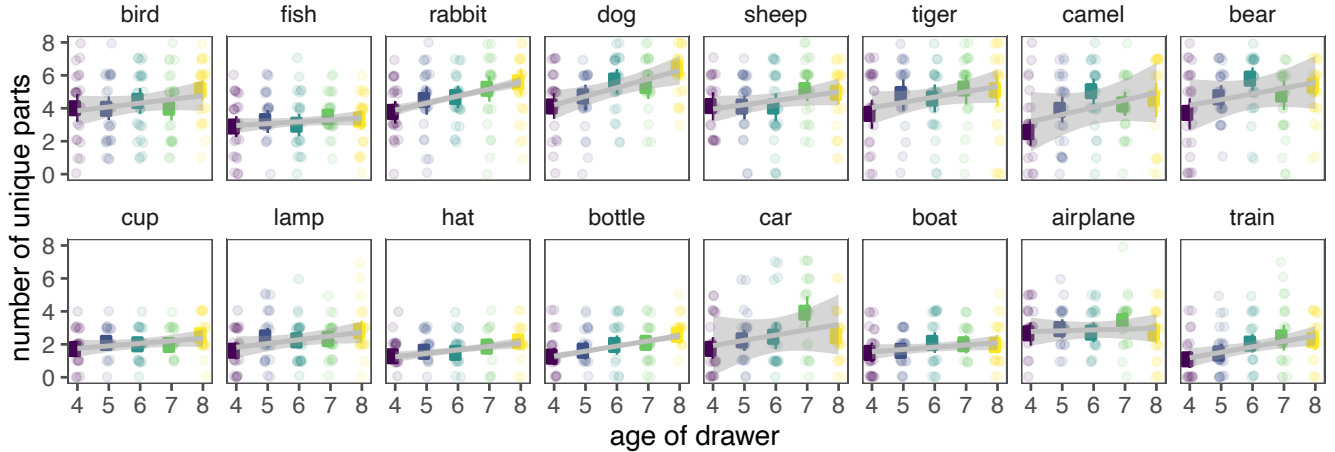 bird fish rabbit dog sheep tiger camel bear
8
6
4
2
0
number of unique parts
cup lamp hat bottle car boat airplane train
8
6
4
2
0
4 5 6 7 8 4 5 6 7 8 4 5 6 7 8 4 5 6 7 8 4 5 6 7 8 4 5 6 7 8 4 5 6 7 8 4 5 6 7 8
age of drawer